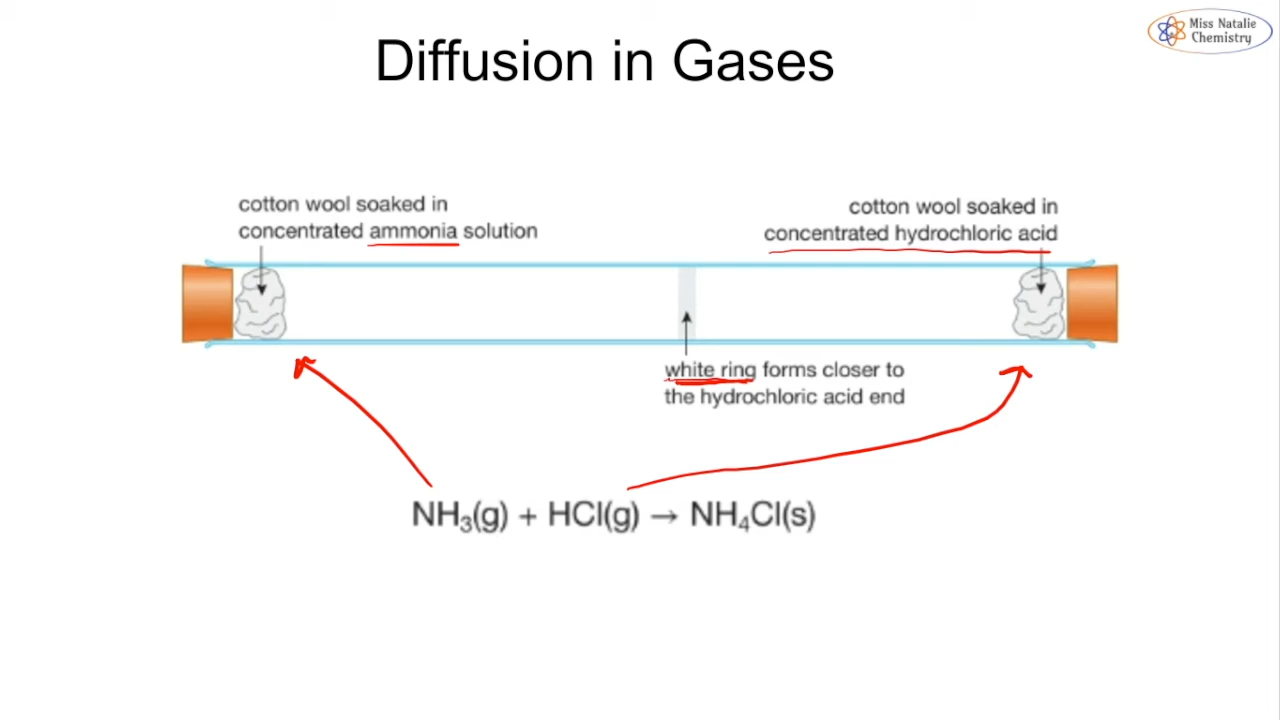 Miss Natalie
Chemistry
Diffusion in Gases
cotton wool soaked in
concentrated ammonia solution
cotton wool soaked in
concentrated hydrochloric acid
white ring forms closer to
the hydrochloric acid end
NH₃(g) + HCl(g) → NH₄Cl(s)